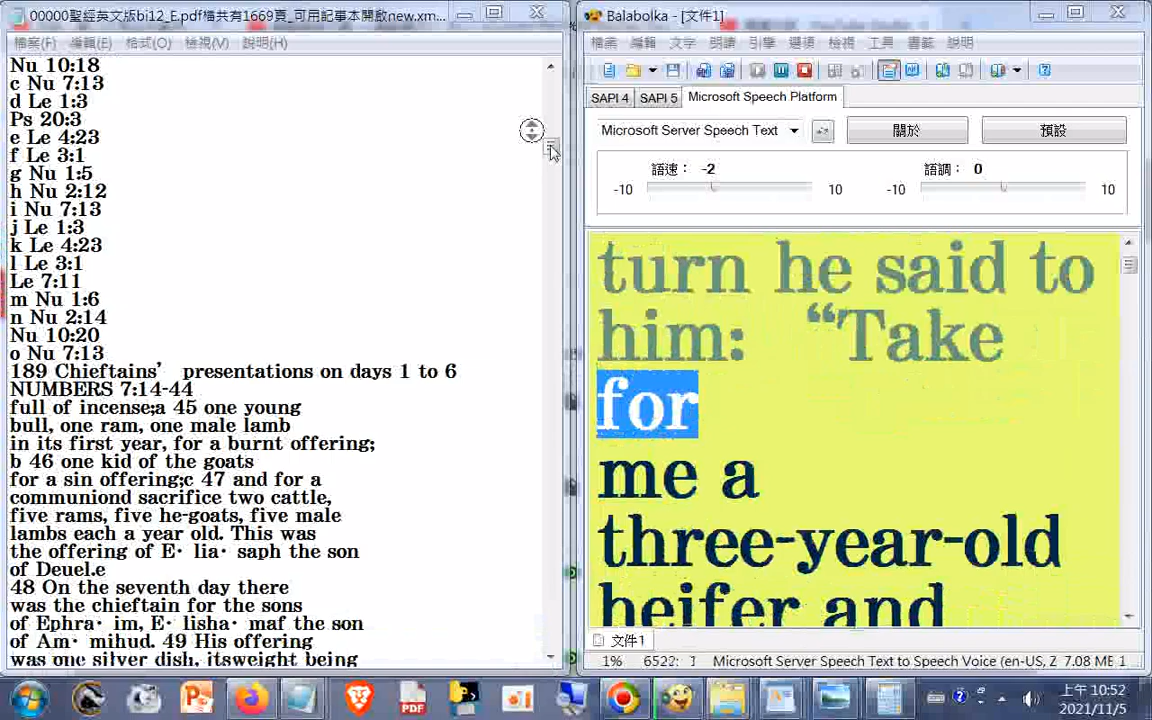 00000聖經英文版bi12_E.pdf檔共有1669頁_可用記事本開啟new.xm...
檔案(F) 編輯(E) 格式(O) 檢視(V) 說明(H)
Nu 10:18
c Nu 7:13
d Le 1:3
Ps 20:3
e Le 4:23
f Le 3:1
g Nu 1:5
h Nu 2:12
i Nu 7:13
j Le 1:3
k Le 4:23
l Le 3:1
Le 7:11
m Nu 1:6
n Nu 2:14
Nu 10:20
o Nu 7:13
189 Chieftains’ presentations on days 1 to 6
NUMBERS 7:14-44
full of incense;a 45 one young
bull, one ram, one male lamb
in its first year, for a burnt offering;
b 46 one kid of the goats
for a sin offering;c 47 and for a
communiond sacrifice two cattle,
five rams, five he-goats, five male
lambs each a year old. This was
the offering of E· lia· saph the son
of Deuel.e
48 On the seventh day there
was the chieftain for the sons
of Ephra· im, E· lisha· maf the son
of Am· mihud. 49 His offering
was one silver dish, itsweight being
Balabolka - [文件1]
檔案 編輯 文字 朗讀 引擎 選項 檢視 工具 書籤 說明
SAPI 4 SAPI 5 Microsoft Speech Platform
Microsoft Server Speech Text 關於 預設
語速： -2 語調： 0
-10 10 -10 10
turn he said to
him: “Take
for
me a
three-year-old
heifer and
文件1
1% 6522: 1 Microsoft Server Speech Text to Speech Voice (en-US, Z 7.08 ME 1
PDF
上午 10:52
2021/11/5